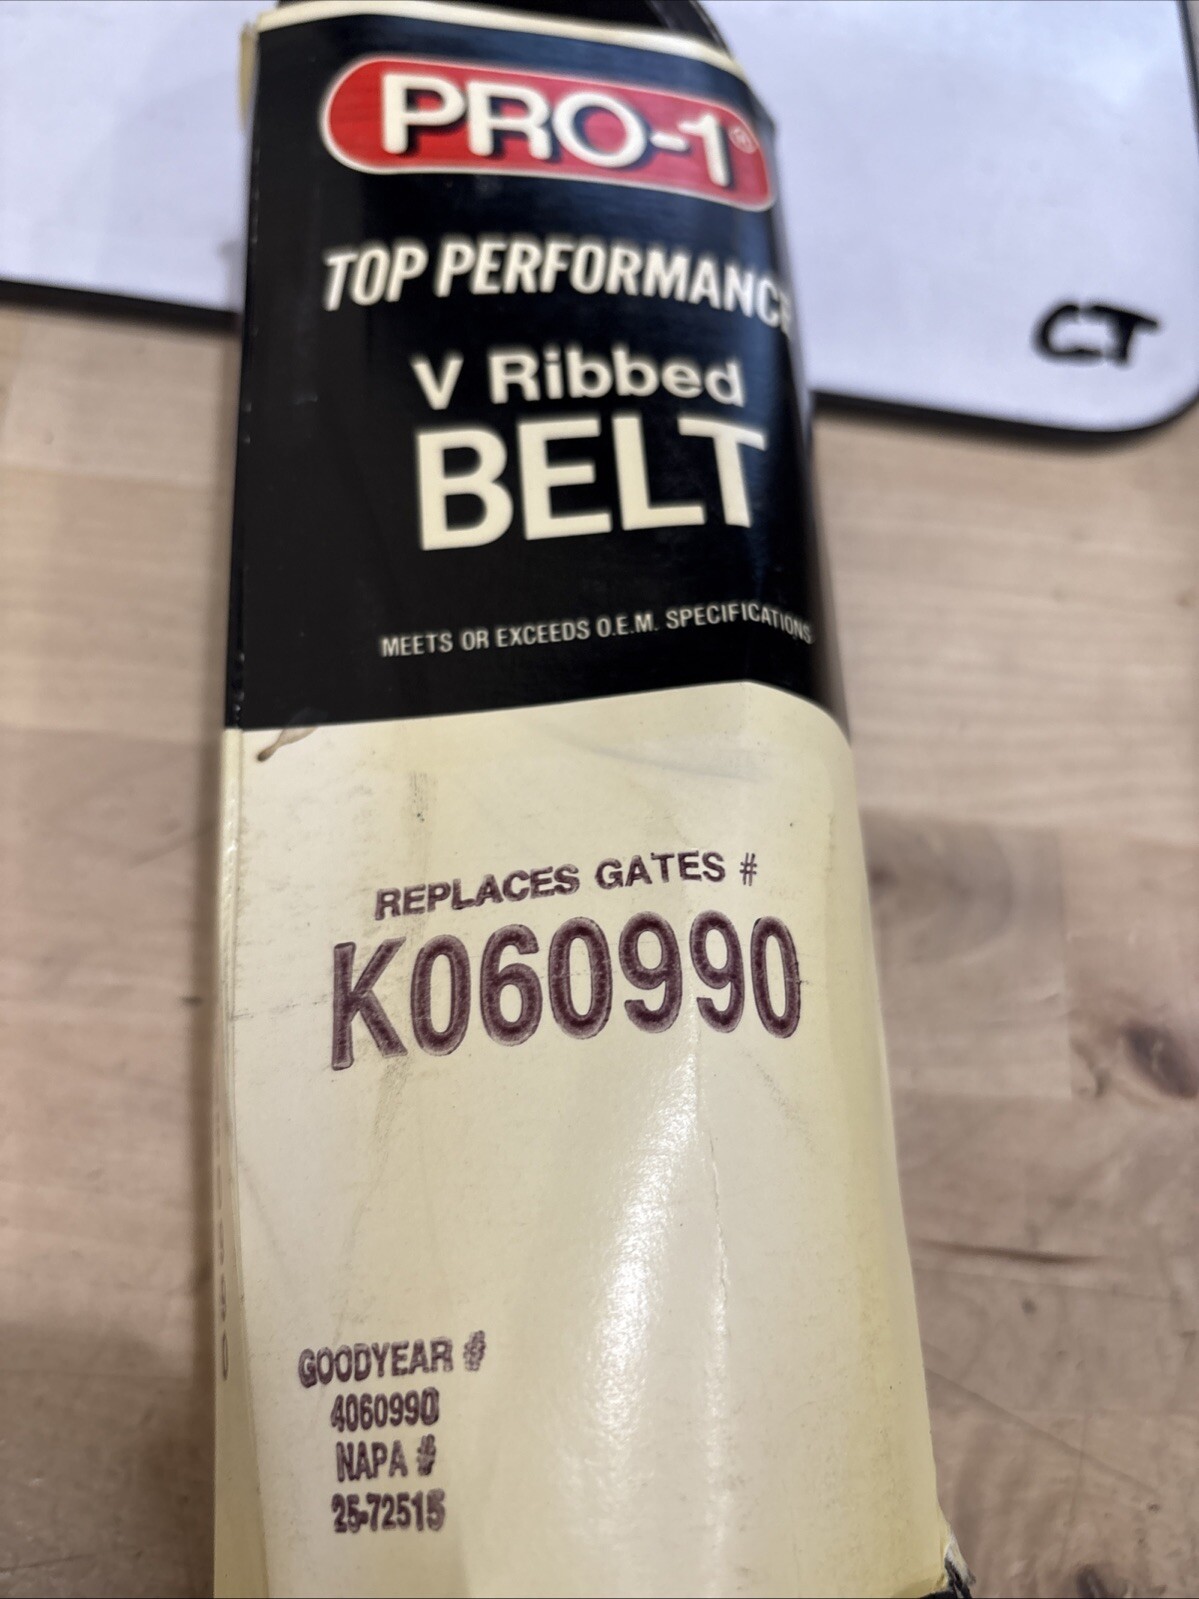 PRO-1®
TOP PERFORMANCE
V Ribbed
BELT
MEETS OR EXCEEDS O.E.M. SPECIFICATIONS
CT
REPLACES GATES #
K060990
GOODYEAR #
4060990
NAPA #
25-72515